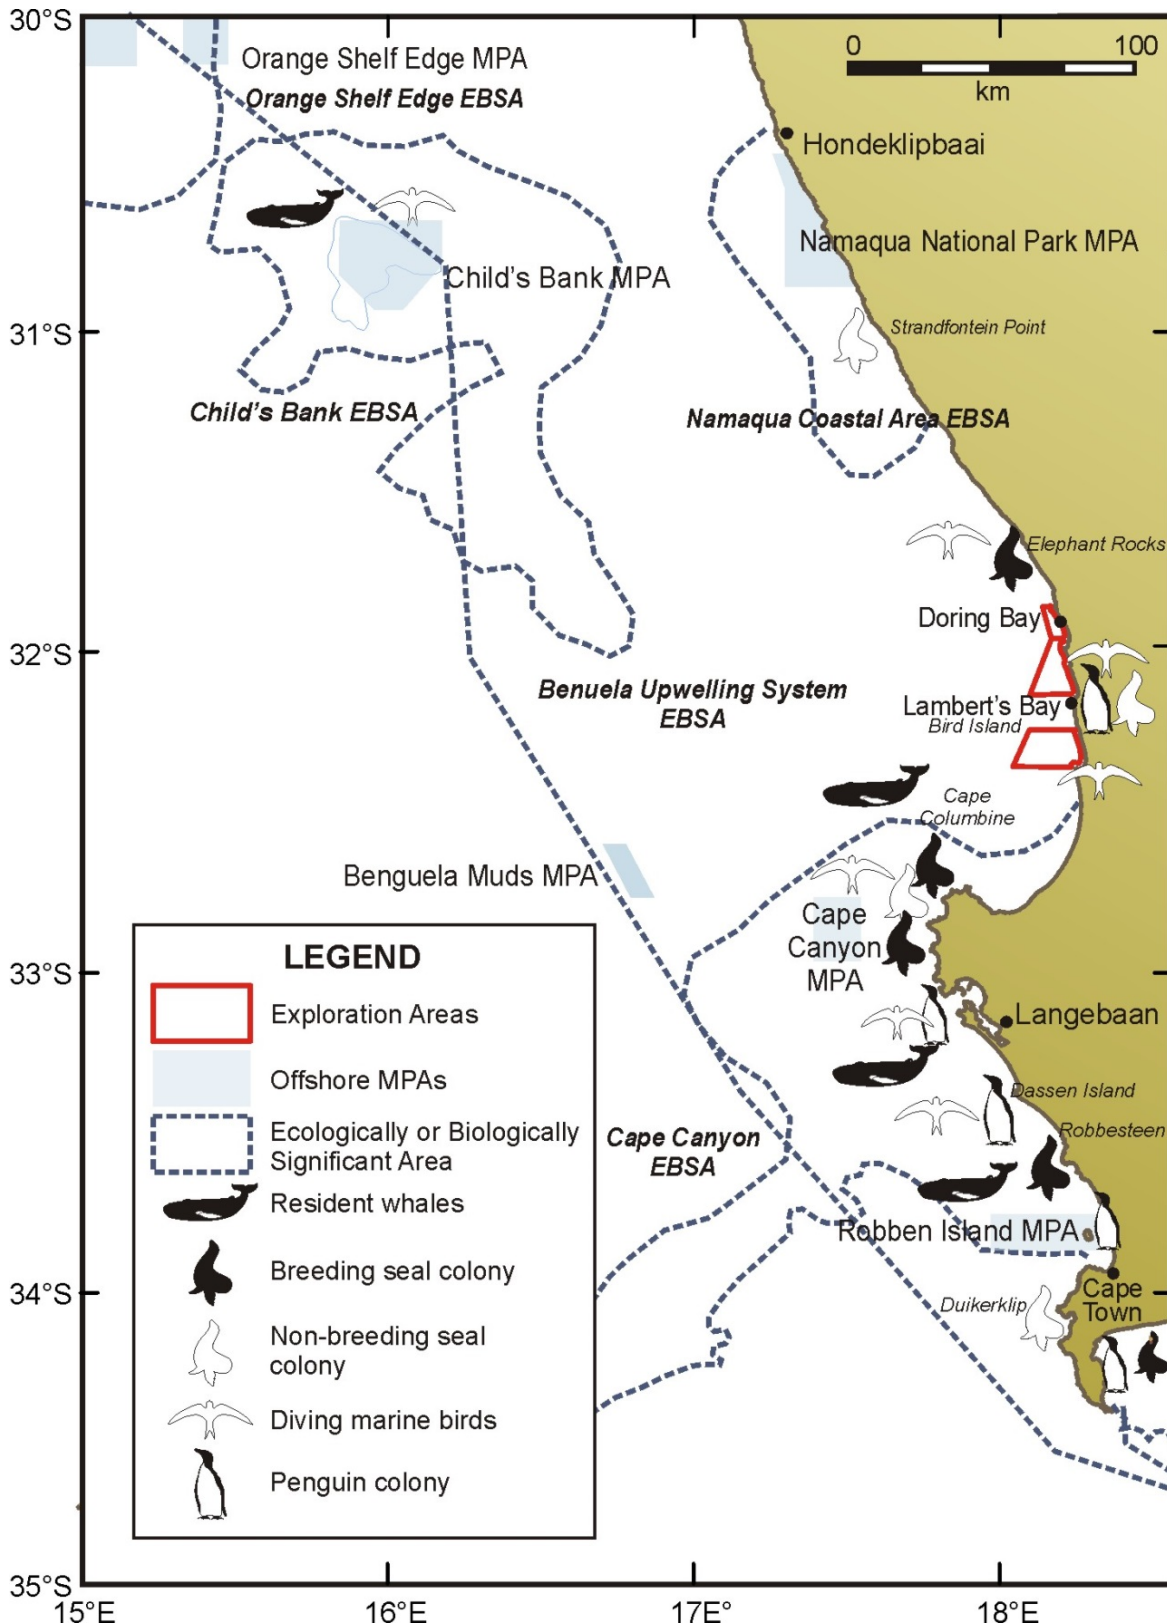 30°S
0
100
km
Orange Shelf Edge MPA
Orange Shelf Edge EBSA
Hondeklipbaai
Namaqua National Park MPA
Child's Bank MPA
31°S
Strandfontein Point
Child's Bank EBSA
Namaqua Coastal Area EBSA
Elephant Rocks
Doring Bay
32°S
Benuela Upwelling System
EBSA
Lambert's Bay
Bird Island
Cape
Columbine
Benguela Muds MPA
Cape
Canyon
MPA
33°S
LEGEND
Exploration Areas
Offshore MPAs
Ecologically or Biologically
Significant Area
Resident whales
Breeding seal colony
Non-breeding seal
colony
Diving marine birds
Penguin colony
Langebaan
Dassen Island
Robbesteen
Cape Canyon
EBSA
Robben Island MPA
34°S
Duikerklip
Cape
Town
35°S
15°E
16°E
17°E
18°E